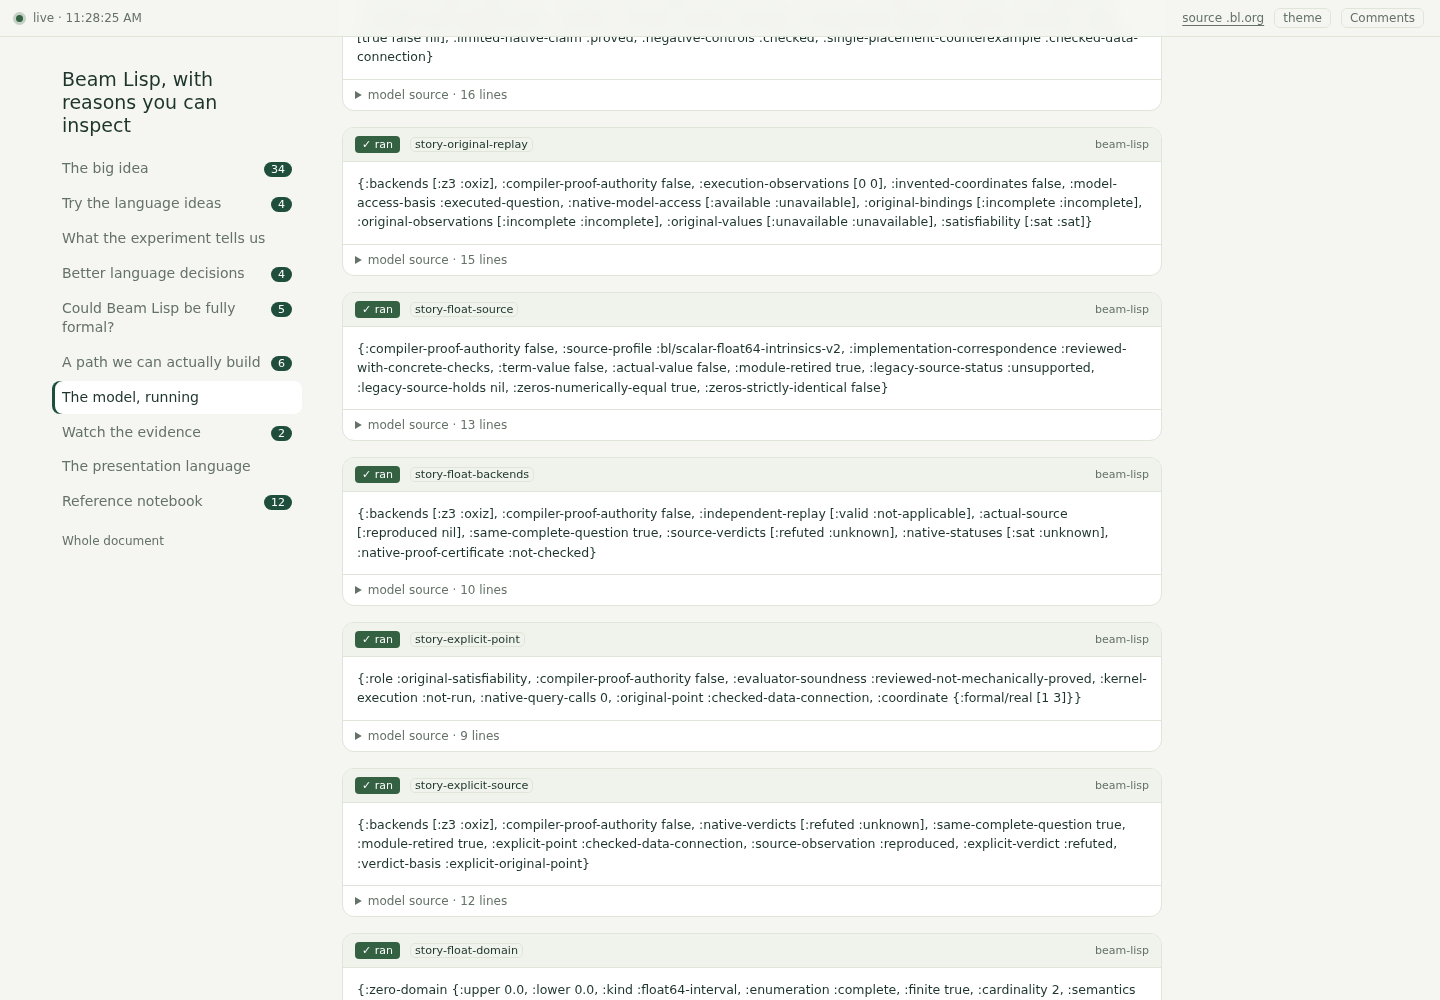 live · 11:28:25 AM
source .bl.org
theme
Comments
Beam Lisp, with
reasons you can
inspect
The big idea 34
Try the language ideas 4
What the experiment tells us
Better language decisions 4
Could Beam Lisp be fully 5
formal?
A path we can actually build 6
The model, running
Watch the evidence 2
The presentation language
Reference notebook 12
Whole document
[true false nil], :limited-native-claim :proved, :negative-controls :checked, :single-placement-counterexample :checked-data-
connection}
▶ model source · 16 lines
✓ ran story-original-replay beam-lisp
{:backends [:z3 :oxiz], :compiler-proof-authority false, :execution-observations [0 0], :invented-coordinates false, :model-
access-basis :executed-question, :native-model-access [:available :unavailable], :original-bindings [:incomplete :incomplete],
:original-observations [:incomplete :incomplete], :original-values [:unavailable :unavailable], :satisfiability [:sat :sat]}
▶ model source · 15 lines
✓ ran story-float-source beam-lisp
{:compiler-proof-authority false, :source-profile :bl/scalar-float64-intrinsics-v2, :implementation-correspondence :reviewed-
with-concrete-checks, :term-value false, :actual-value false, :module-retired true, :legacy-source-status :unsupported,
:legacy-source-holds nil, :zeros-numerically-equal true, :zeros-strictly-identical false}
▶ model source · 13 lines
✓ ran story-float-backends beam-lisp
{:backends [:z3 :oxiz], :compiler-proof-authority false, :independent-replay [:valid :not-applicable], :actual-source
[:reproduced nil], :same-complete-question true, :source-verdicts [:refuted :unknown], :native-statuses [:sat :unknown],
:native-proof-certificate :not-checked}
▶ model source · 10 lines
✓ ran story-explicit-point beam-lisp
{:role :original-satisfiability, :compiler-proof-authority false, :evaluator-soundness :reviewed-not-mechanically-proved, :kernel-
execution :not-run, :native-query-calls 0, :original-point :checked-data-connection, :coordinate {:formal/real [1 3]}}
▶ model source · 9 lines
✓ ran story-explicit-source beam-lisp
{:backends [:z3 :oxiz], :compiler-proof-authority false, :native-verdicts [:refuted :unknown], :same-complete-question true,
:module-retired true, :explicit-point :checked-data-connection, :source-observation :reproduced, :explicit-verdict :refuted,
:verdict-basis :explicit-original-point}
▶ model source · 12 lines
✓ ran story-float-domain beam-lisp
{:zero-domain {:upper 0.0, :lower 0.0, :kind :float64-interval, :enumeration :complete, :finite true, :cardinality 2, :semantics